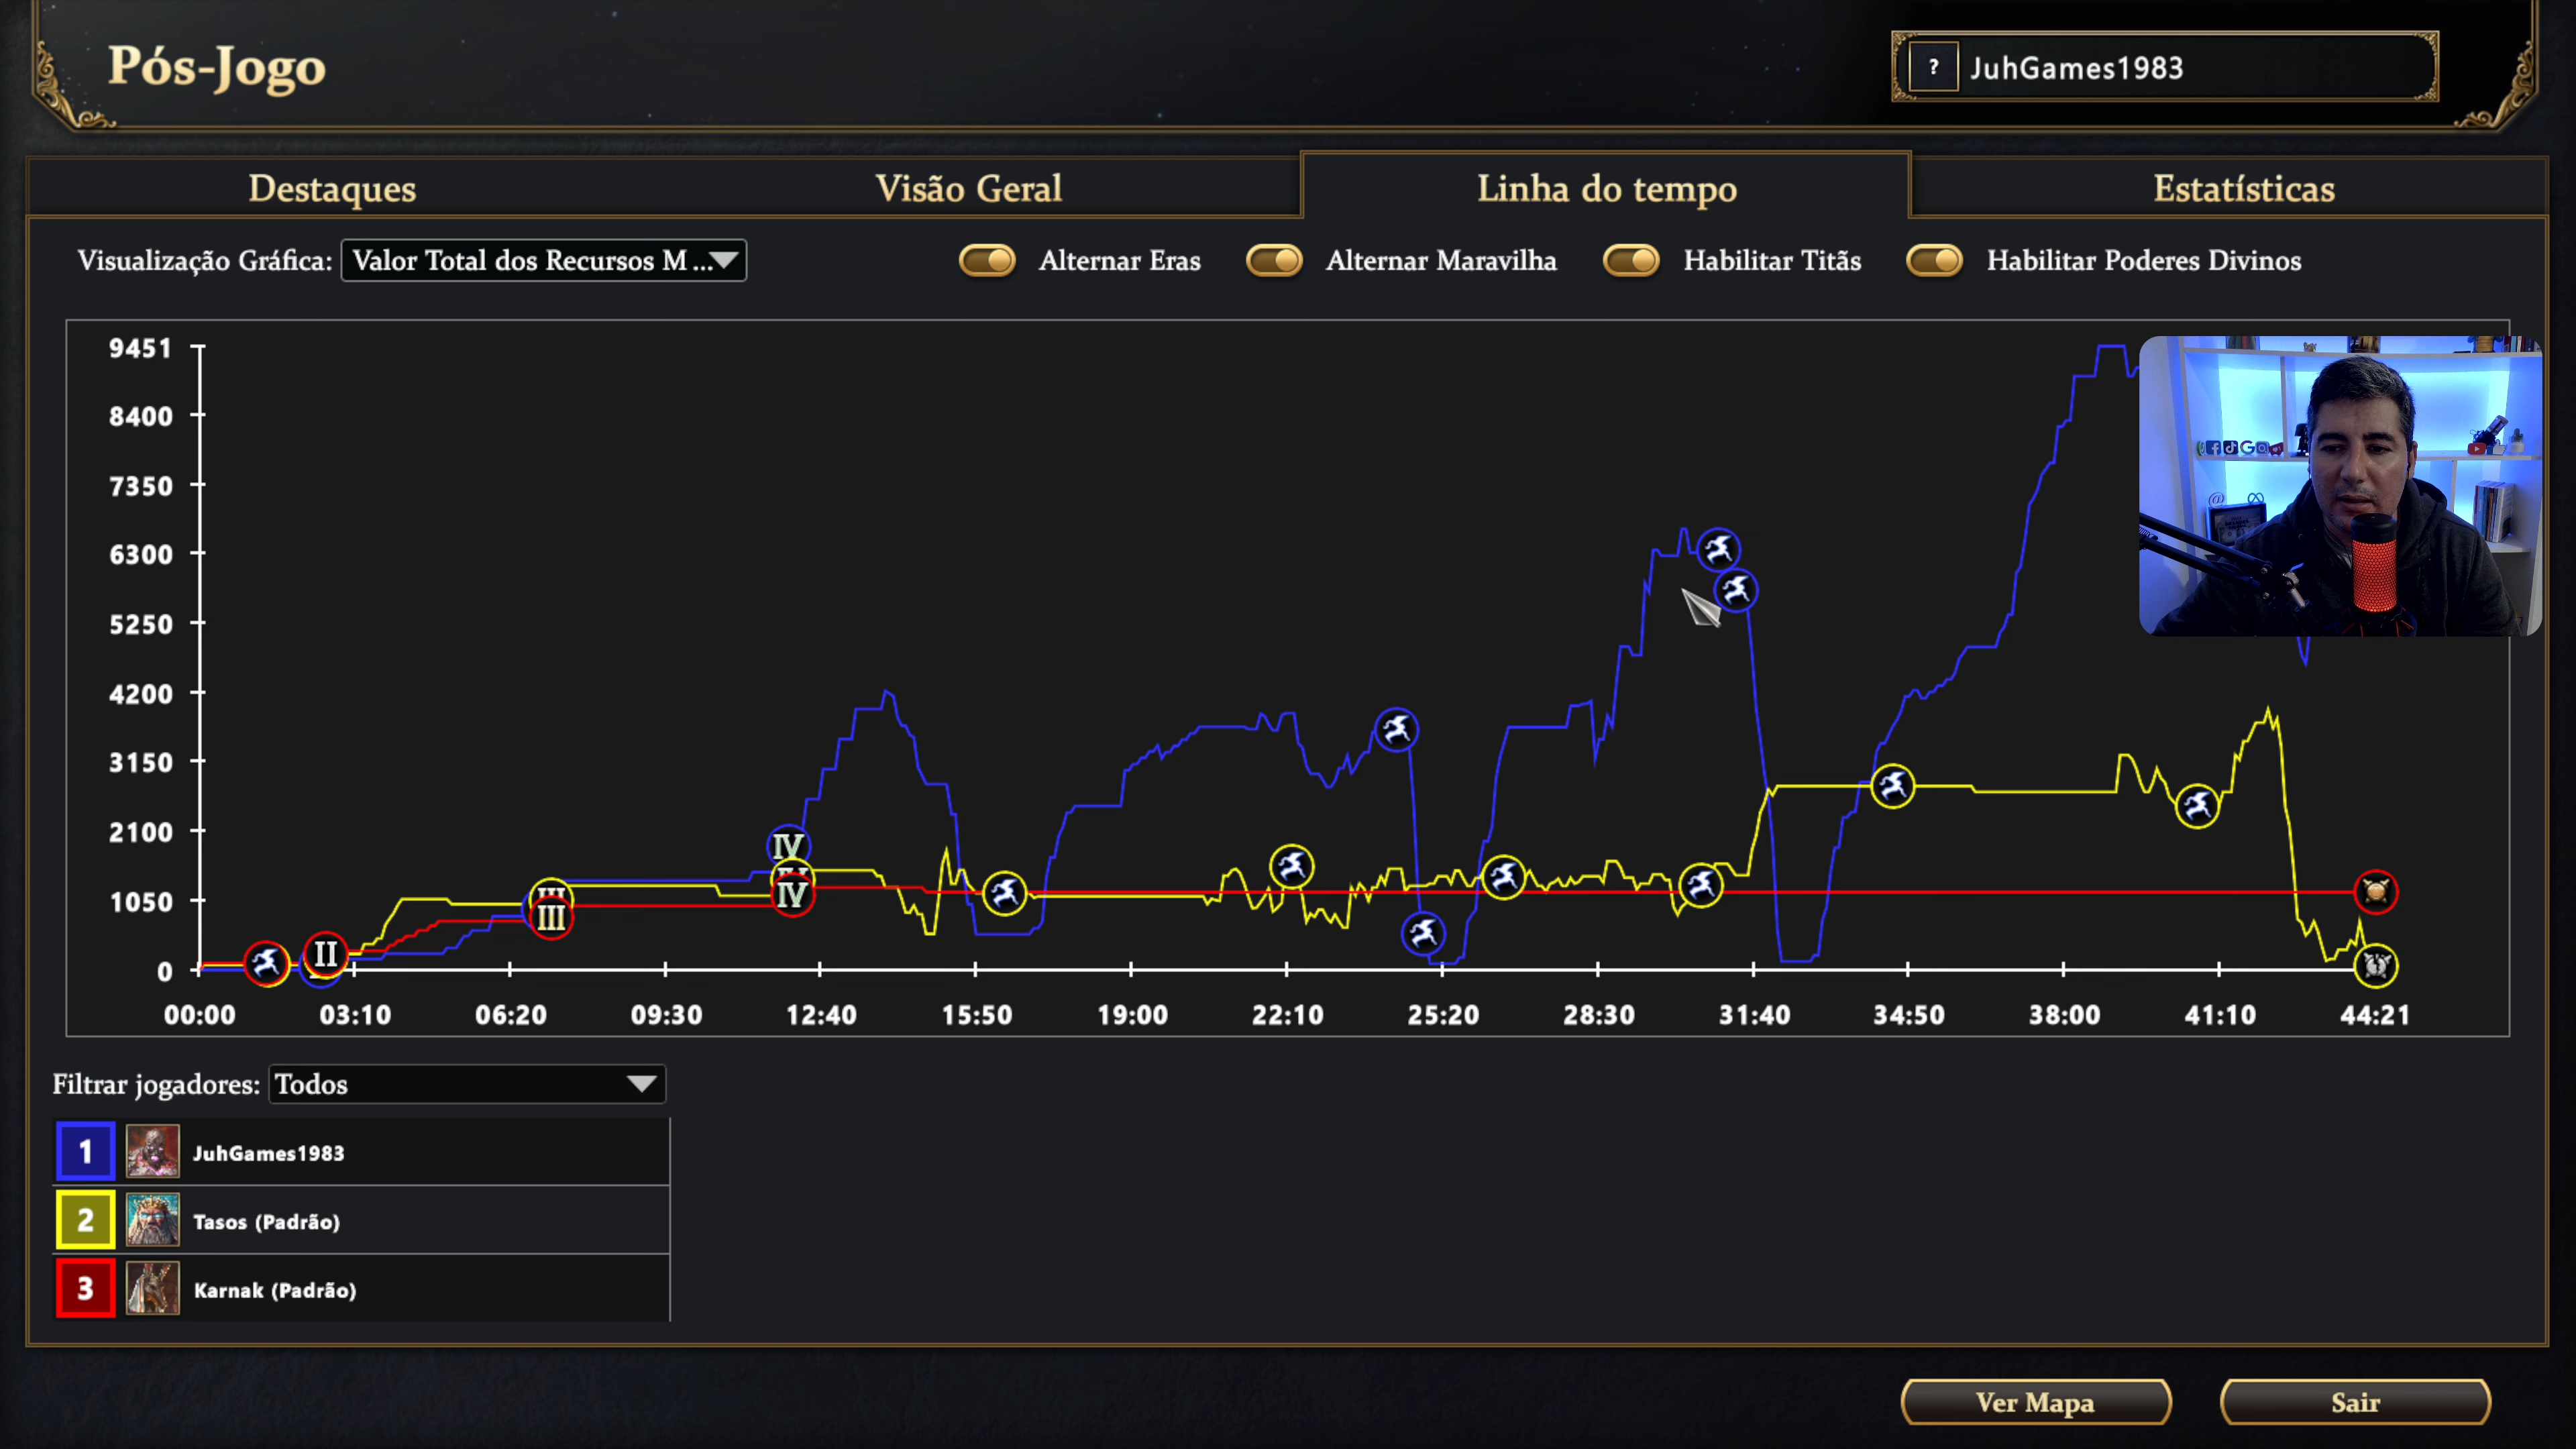 Pós-Jogo
? JuhGames1983
Destaques
Visão Geral
Linha do tempo
Estatísticas
Visualização Gráfica: Valor Total dos Recursos M ...
Alternar Eras
Alternar Maravilha
Habilitar Titãs
Habilitar Poderes Divinos
9451
8400
7350
6300
5250
4200
3150
2100
1050
0
IV
IV
III
III
II
00:00 03:10 06:20 09:30 12:40 15:50 19:00 22:10 25:20 28:30 31:40 34:50 38:00 41:10 44:21
Filtrar jogadores: Todos
1 JuhGames1983
2 Tasos (Padrão)
3 Karnak (Padrão)
Ver Mapa
Sair